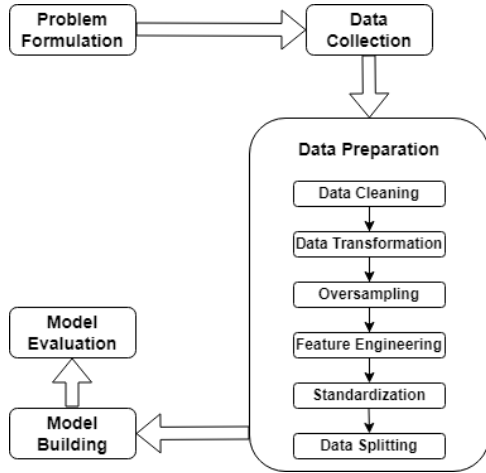 Problem
Formulation
Data
Collection
Data Preparation
Data Cleaning
Data Transformation
Oversampling
Feature Engineering
Standardization
Data Splitting
Model
Building
Model
Evaluation